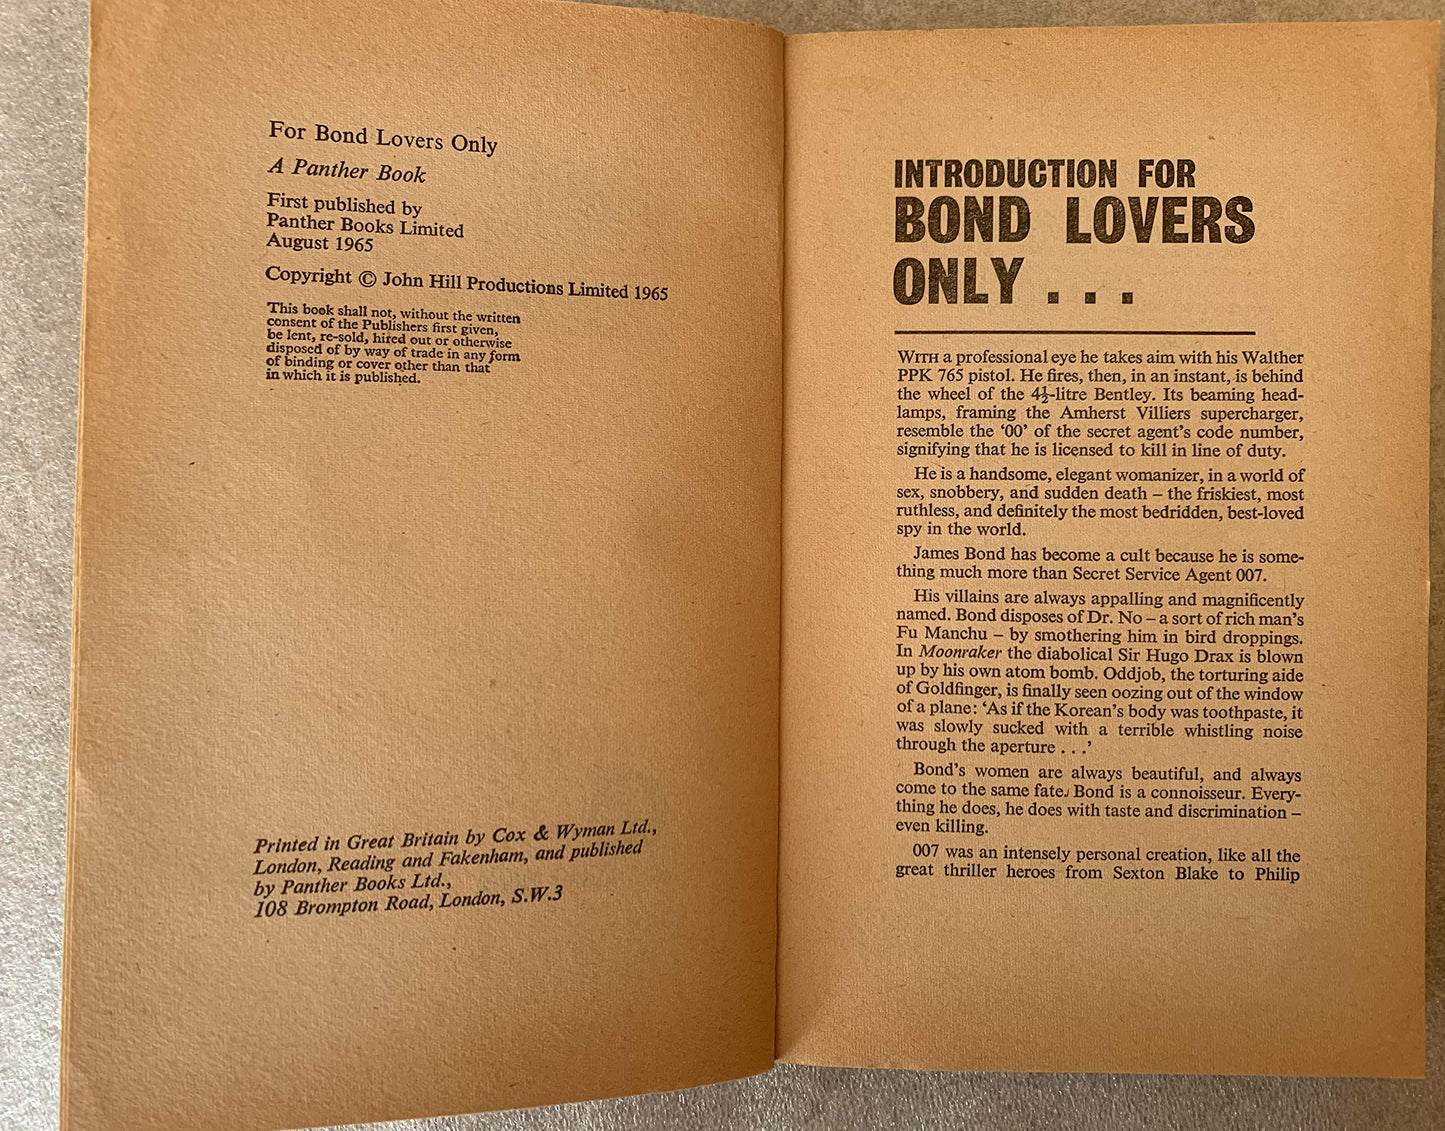 For Bond Lovers Only
A Panther Book
First published by
Panther Books Limited
August 1965
Copyright © John Hill Productions Limited 1965
This book shall not, without the written
consent of the Publishers first given,
be lent, re-sold, hired out or otherwise
disposed of by way of trade in any form
of binding or cover other than that
in which it is published.
Printed in Great Britain by Cox & Wyman Ltd.,
London, Reading and Fakenham, and published
by Panther Books Ltd.,
108 Brompton Road, London, S.W.3
INTRODUCTION FOR
BOND LOVERS
ONLY . . .
WITH a professional eye he takes aim with his Walther
PPK 765 pistol. He fires, then, in an instant, is behind
the wheel of the 4½-litre Bentley. Its beaming head-
lamps, framing the Amherst Villiers supercharger,
resemble the ‘00’ of the secret agent’s code number,
signifying that he is licensed to kill in line of duty.
He is a handsome, elegant womanizer, in a world of
sex, snobbery, and sudden death – the friskiest, most
ruthless, and definitely the most bedridden, best-loved
spy in the world.
James Bond has become a cult because he is some-
thing much more than Secret Service Agent 007.
His villains are always appalling and magnificently
named. Bond disposes of Dr. No – a sort of rich man’s
Fu Manchu – by smothering him in bird droppings.
In Moonraker the diabolical Sir Hugo Drax is blown
up by his own atom bomb. Oddjob, the torturing aide
of Goldfinger, is finally seen oozing out of the window
of a plane: ‘As if the Korean’s body was toothpaste, it
was slowly sucked with a terrible whistling noise
through the aperture . . .’
Bond’s women are always beautiful, and always
come to the same fate. Bond is a connoisseur. Every-
thing he does, he does with taste and discrimination –
even killing.
007 was an intensely personal creation, like all the
great thriller heroes from Sexton Blake to Philip